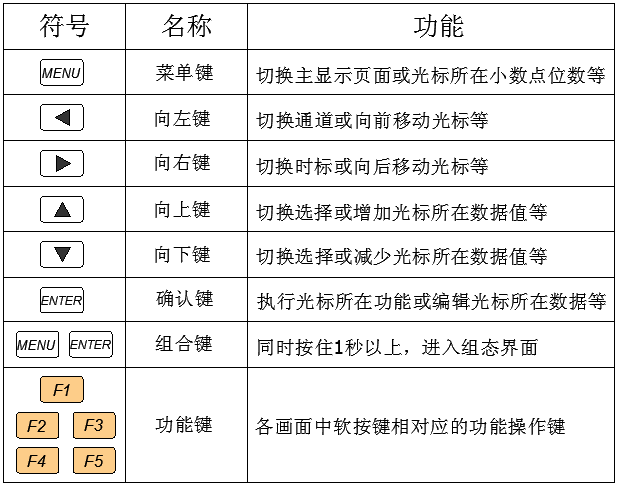 符号 名称 功能
MENU 菜单键 切换主显示页面或光标所在小数点位数等
向左键 切换通道或向前移动光标等
向右键 切换时标或向后移动光标等
向上键 切换选择或增加光标所在数据值等
向下键 切换选择或减少光标所在数据值等
ENTER 确认键 执行光标所在功能或编辑光标所在数据等
MENU ENTER 组合键 同时按住1秒以上，进入组态界面
F1
F2 F3 功能键 各画面中软按键相对应的功能操作键
F4 F5